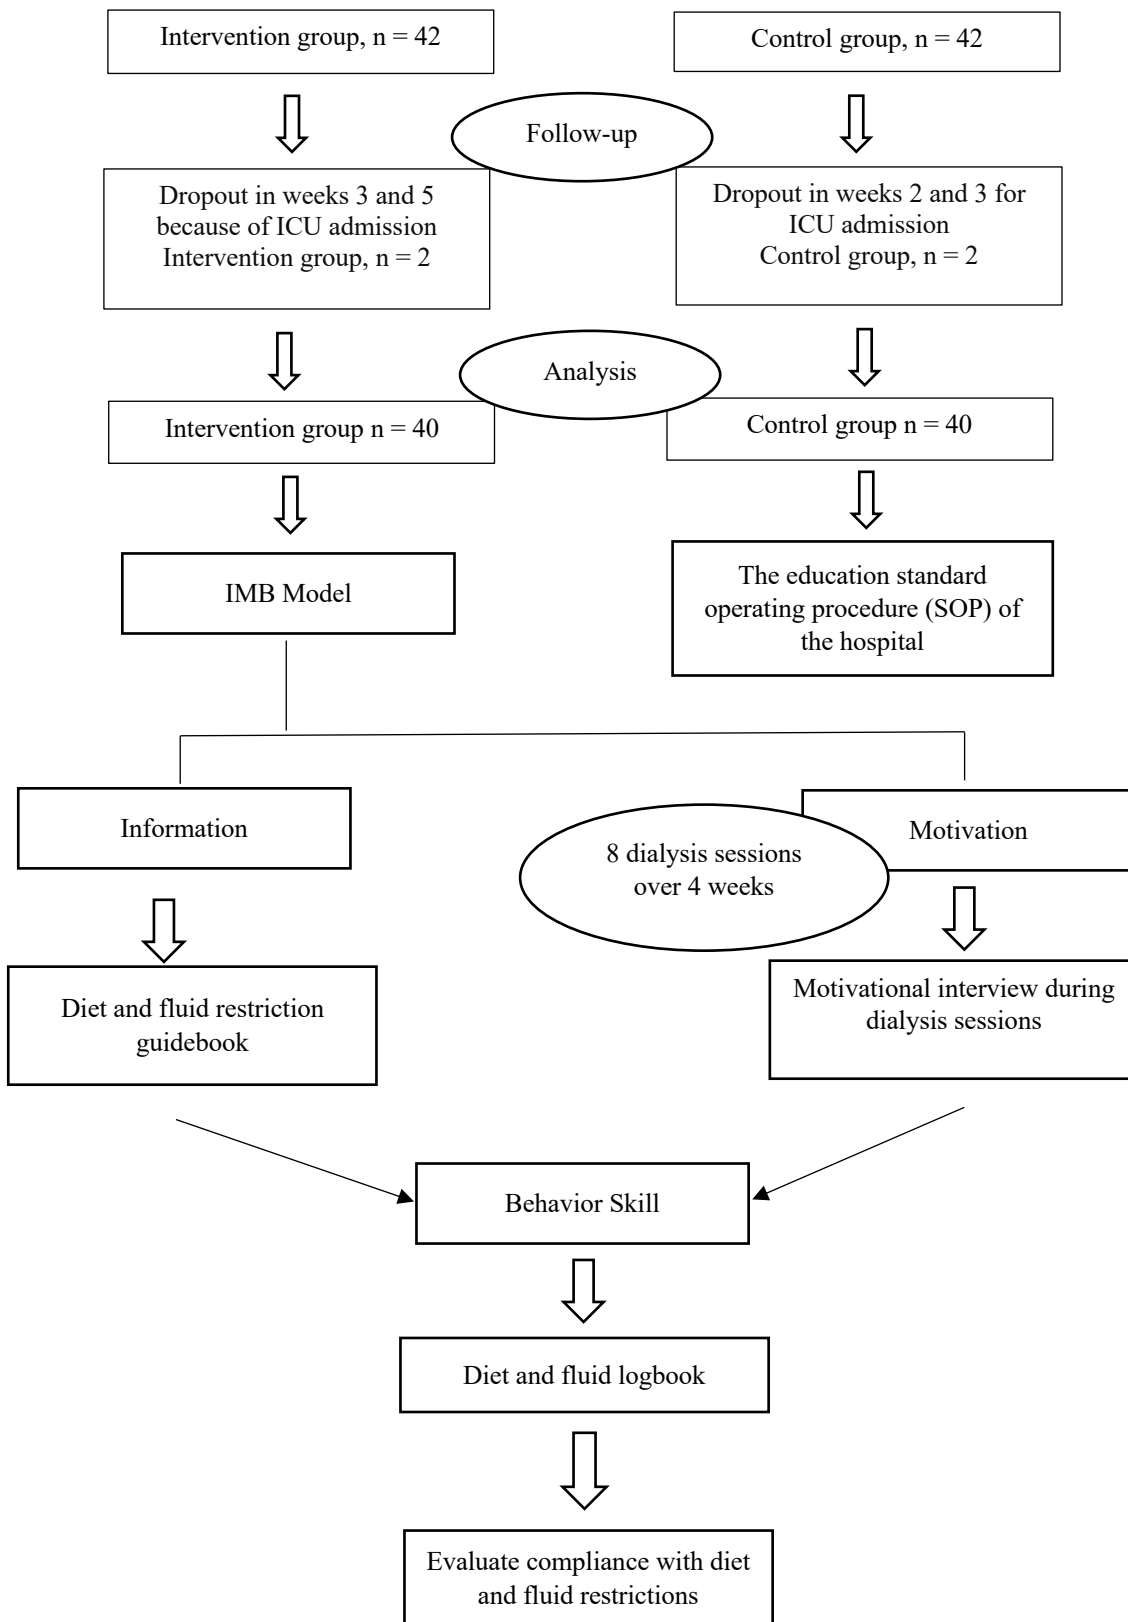 Intervention group, n = 42
Control group, n = 42
Follow-up
Dropout in weeks 3 and 5
because of ICU admission
Intervention group, n = 2
Dropout in weeks 2 and 3 for
ICU admission
Control group, n = 2
Analysis
Intervention group n = 40
Control group n = 40
IMB Model
The education standard
operating procedure (SOP) of
the hospital
Information
8 dialysis sessions
over 4 weeks
Motivation
Diet and fluid restriction
guidebook
Motivational interview during
dialysis sessions
Behavior Skill
Diet and fluid logbook
Evaluate compliance with diet
and fluid restrictions